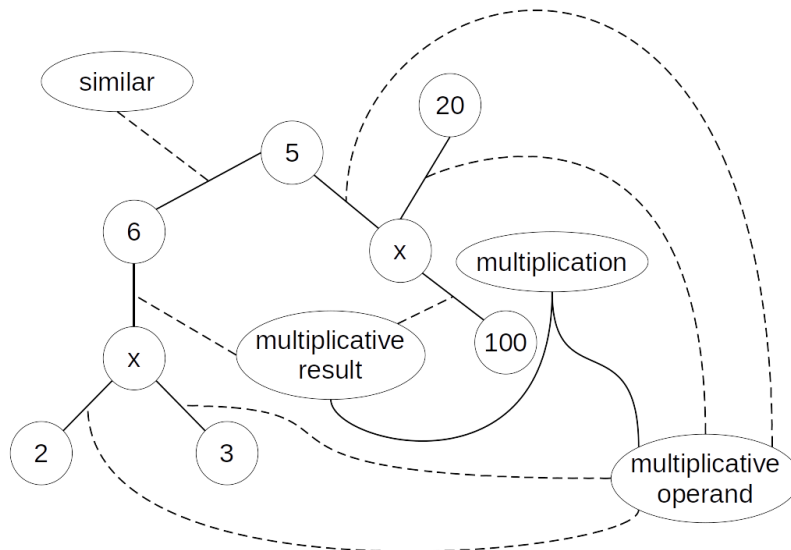 similar
20
5
6
x
multiplication
multiplicative
result
100
x
2
3
multiplicative
operand